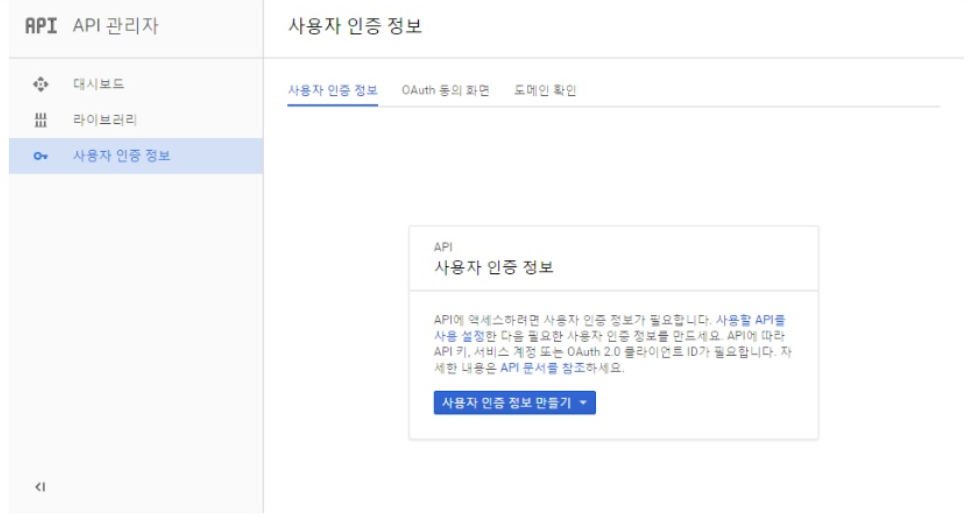 API API 관리자
사용자 인증 정보
대시보드
라이브러리
사용자 인증 정보
사용자 인증 정보 OAuth 동의 화면 도메인 확인
API
사용자 인증 정보
API에 액세스하려면 사용자 인증 정보가 필요합니다. 사용할 API를
사용 설정한 다음 필요한 사용자 인증 정보를 만드세요. API에 따라
API 키, 서비스 계정 또는 OAuth 2.0 클라이언트 ID가 필요합니다. 자
세한 내용은 API 문서를 참조하세요.
사용자 인증 정보 만들기